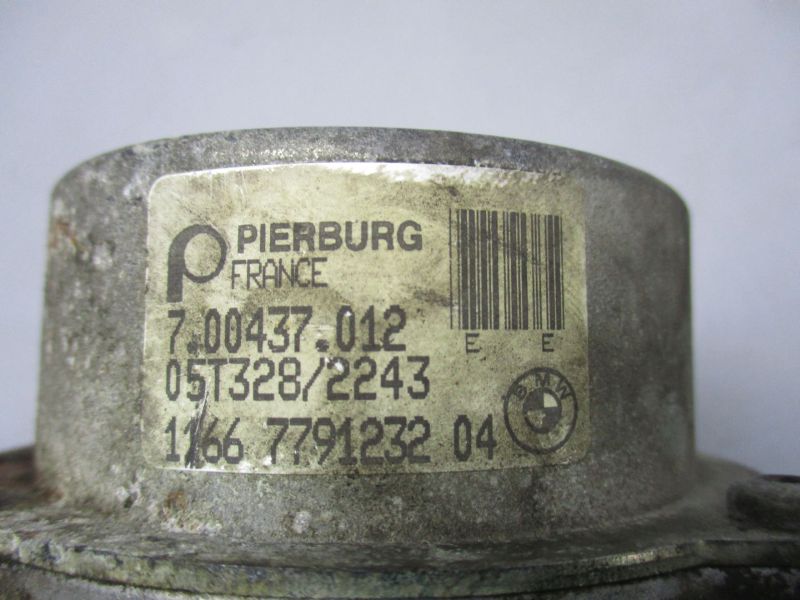 PIERBURG
FRANCE
7.00437.012
05T328/2243
1166 7791232 04
E E
BMW